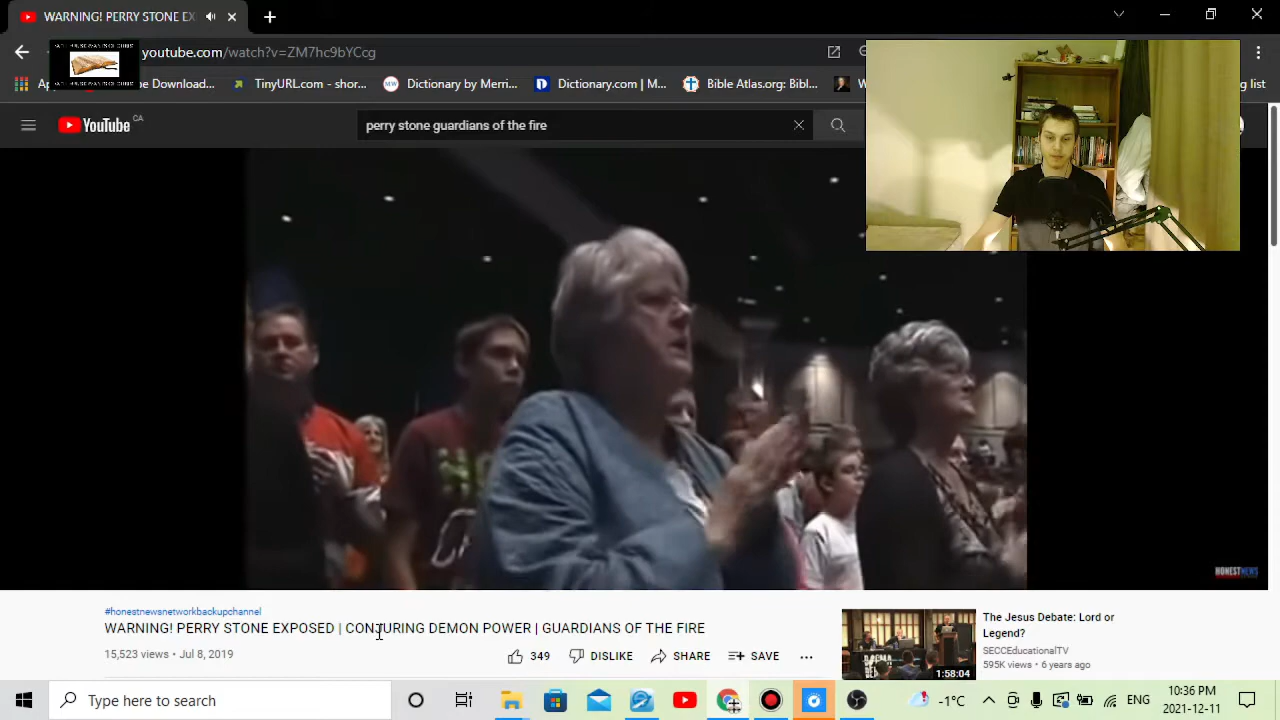 WARNING! PERRY STONE EX
youtube.com/watch?v=ZM7hc9bYCcg
Download...
TinyURL.com - shor...
MW
Dictionary by Merri...
D
Dictionary.com | M...
Bible Atlas.org Bibl...
g list
YouTube CA
perry stone guardians of the fire
HONESTNEWS
#honestnewsnetworkbackupchannel
WARNING! PERRY STONE EXPOSED | CONJURING DEMON POWER | GUARDIANS OF THE FIRE
15,523 views • Jul 8, 2019
349
DISLIKE
SHARE
SAVE
The Jesus Debate: Lord or
Legend?
SECCEducationalTV
595K views • 6 years ago
1:58:04
Type here to search
-1°C
ENG
10:36 PM
2021-12-11